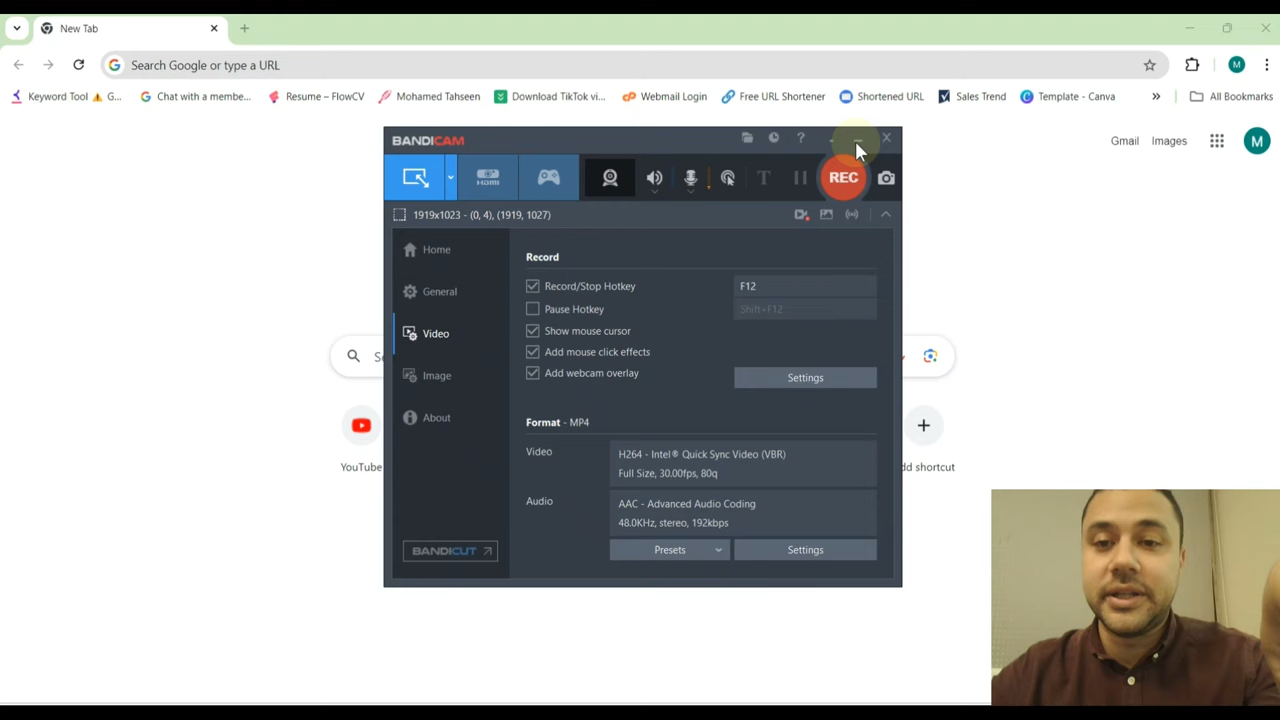 New Tab
Search Google or type a URL
M
Keyword Tool G...
Chat with a membe...
Resume – FlowCV
Mohamed Tahseen
Download TikTok vi...
Webmail Login
Free URL Shortener
Shortened URL
Sales Trend
Template - Canva
»
All Bookmarks
Gmail
Images
M
BANDICAM
?
HDMI
T
REC
1919x1023 - (0, 4), (1919, 1027)
Home
General
Video
Image
About
BANDICUT
Record
Record/Stop Hotkey
F12
Pause Hotkey
Shift+F12
Show mouse cursor
Add mouse click effects
Add webcam overlay
Settings
Format - MP4
Video
H264 - Intel® Quick Sync Video (VBR)
Full Size, 30.00fps, 80q
Audio
AAC - Advanced Audio Coding
48.0KHz, stereo, 192kbps
Presets
Settings
YouTube
dd shortcut